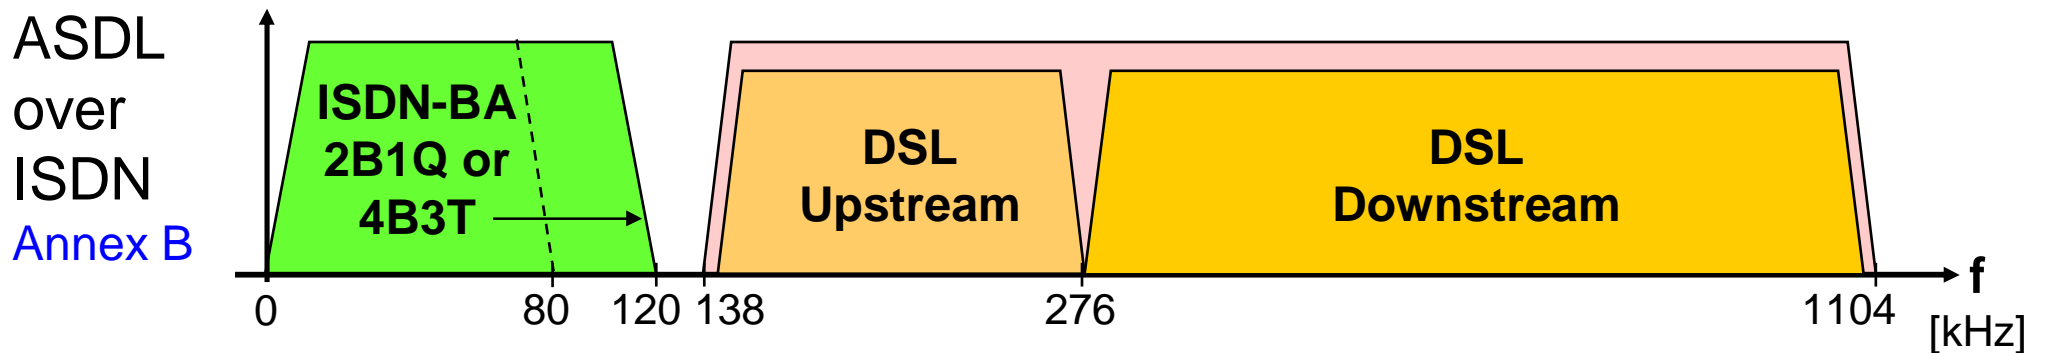 ASDL
over
ISDN
Annex B
ISDN-BA
2B1Q or
4B3T
DSL
Upstream
DSL
Downstream
0
80
120
138
276
1104
f
[kHz]